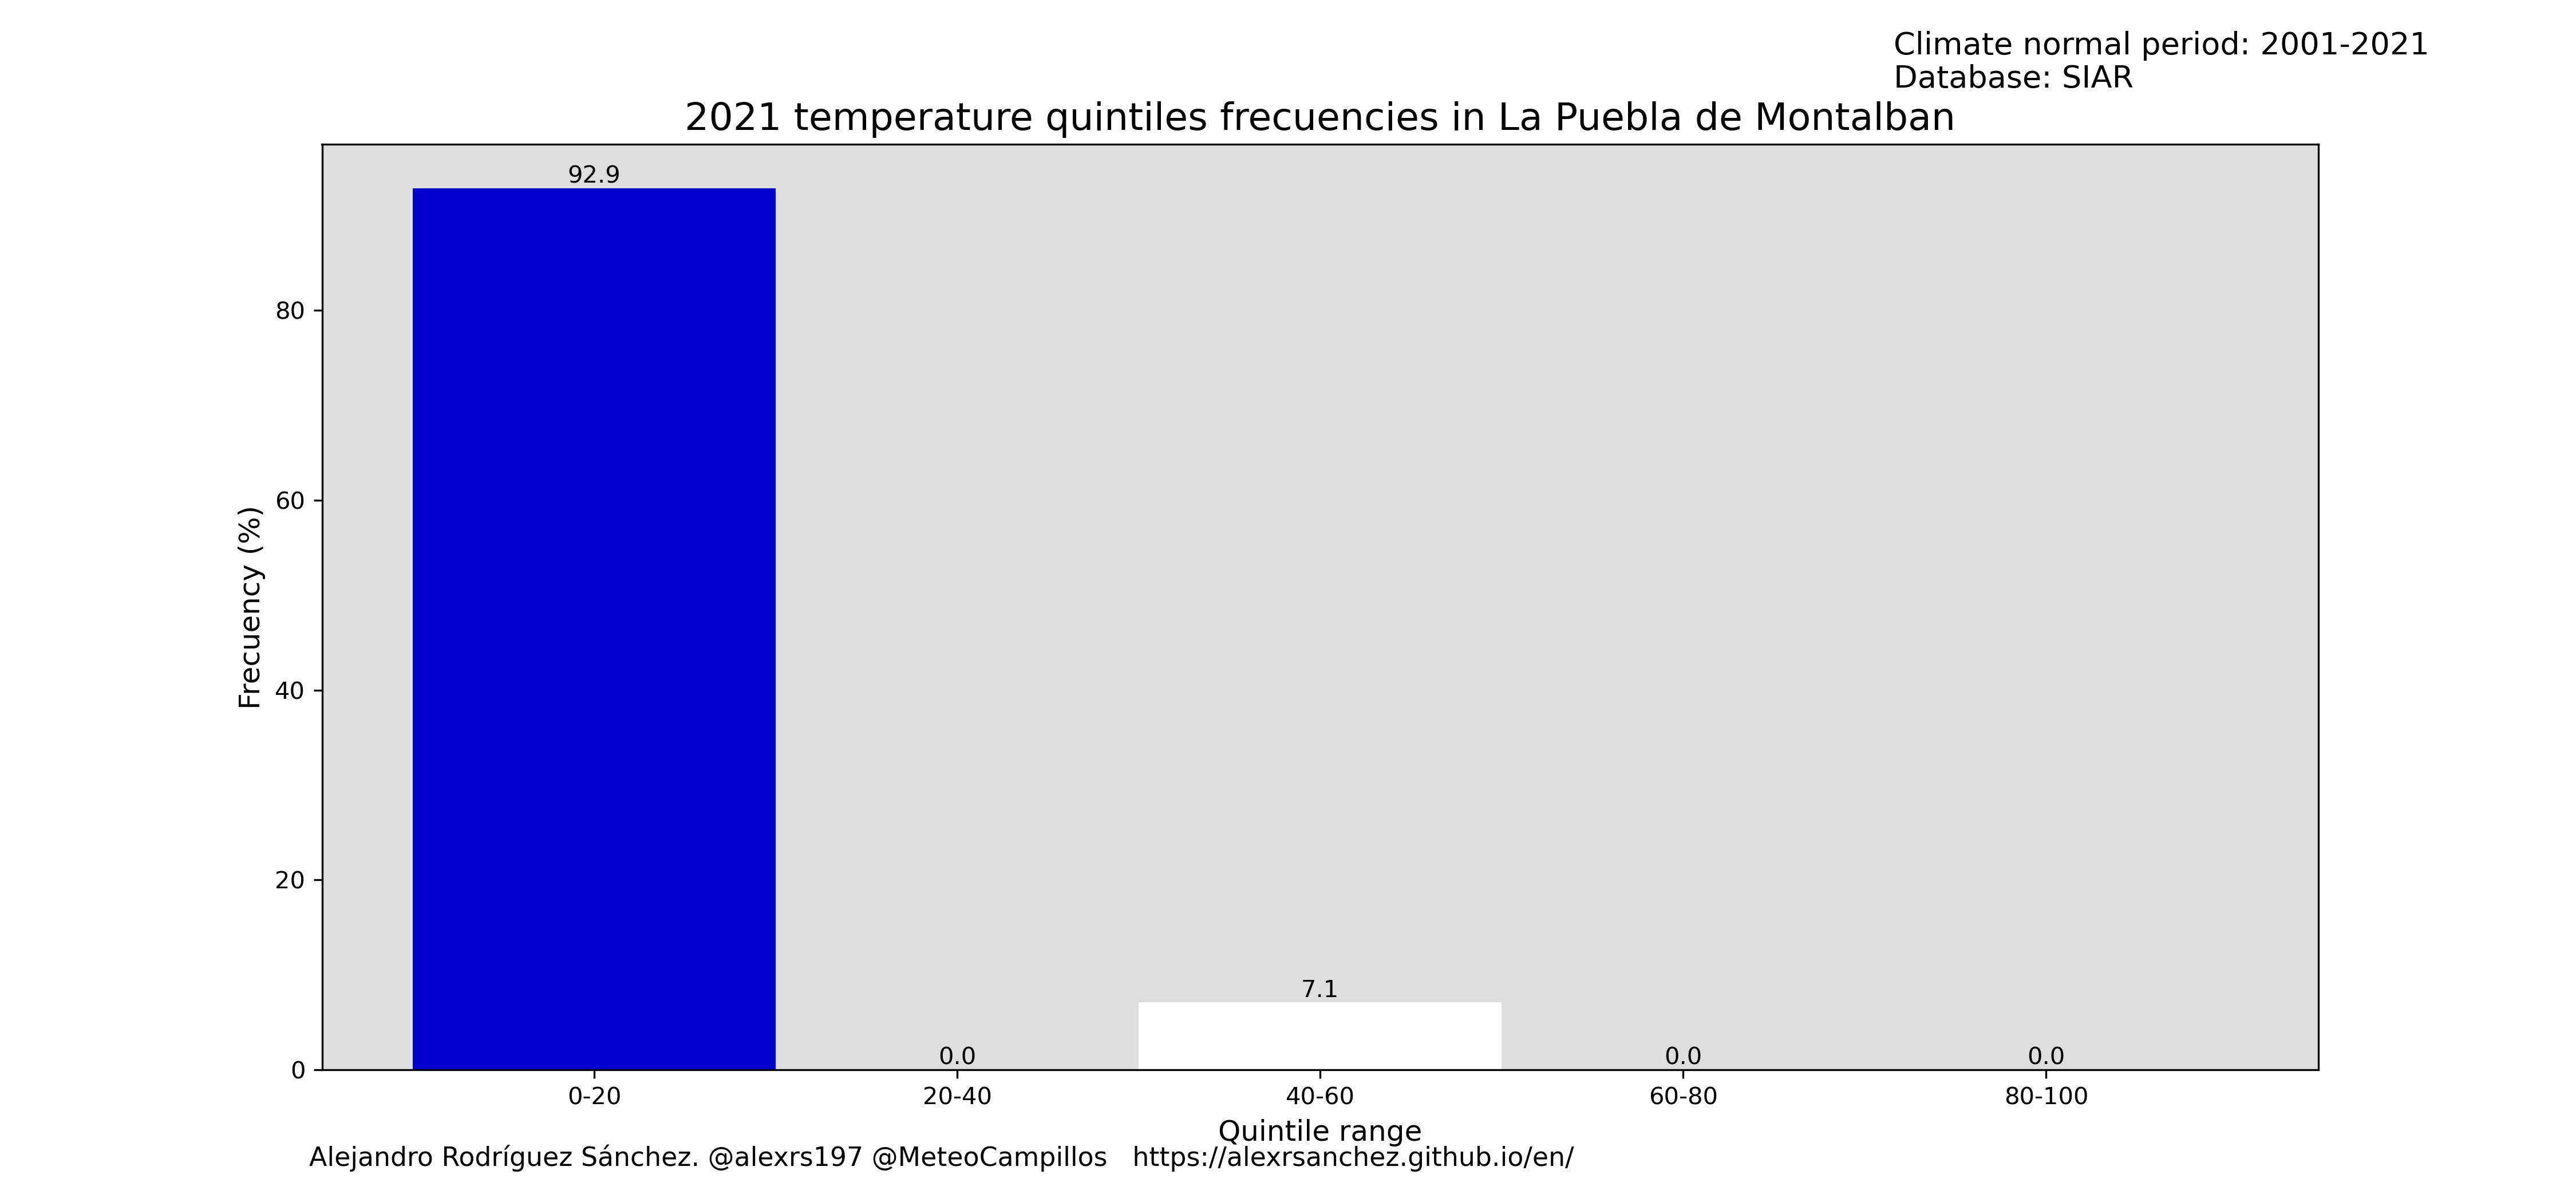 Climate normal period: 2001-2021
Database: SIAR
2021 temperature quintiles frecuencies in La Puebla de Montalban
92.9
80
60
40
20
0
Frecuency (%)
0.0
7.1
0.0
0.0
0-20
20-40
40-60
60-80
80-100
Quintile range
Alejandro Rodríguez Sánchez. @alexrs197 @MeteoCampillos https://alexrsanchez.github.io/en/